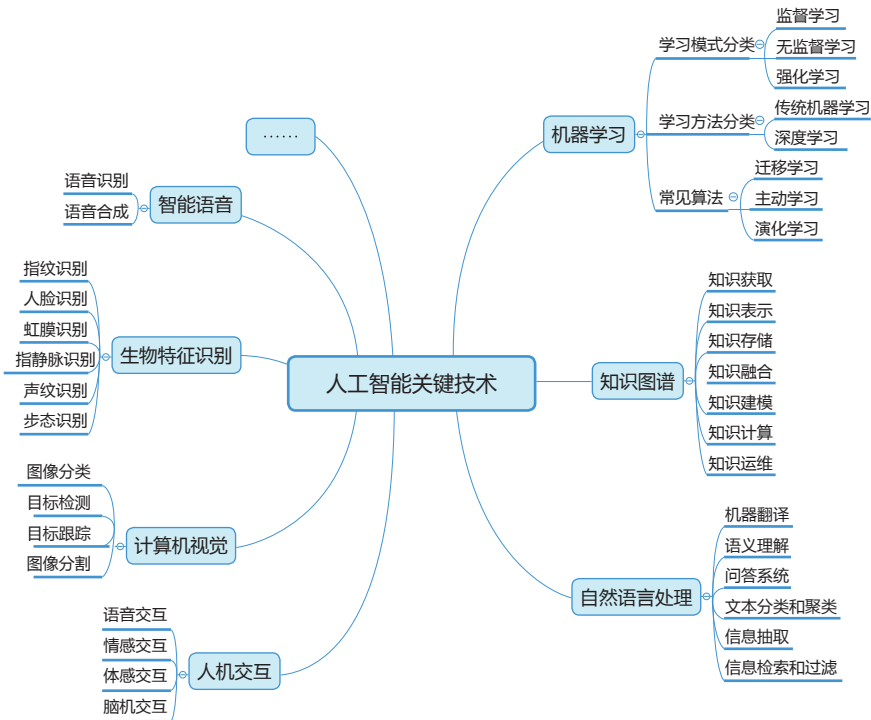 人工智能关键技术
机器学习
学习模式分类
监督学习
无监督学习
强化学习
学习方法分类
传统机器学习
深度学习
常见算法
迁移学习
主动学习
演化学习
知识图谱
知识获取
知识表示
知识存储
知识融合
知识建模
知识计算
知识运维
自然语言处理
机器翻译
语义理解
问答系统
文本分类和聚类
信息抽取
信息检索和过滤
……
智能语音
语音识别
语音合成
生物特征识别
指纹识别
人脸识别
虹膜识别
指静脉识别
声纹识别
步态识别
计算机视觉
图像分类
目标检测
目标跟踪
图像分割
人机交互
语音交互
情感交互
体感交互
脑机交互